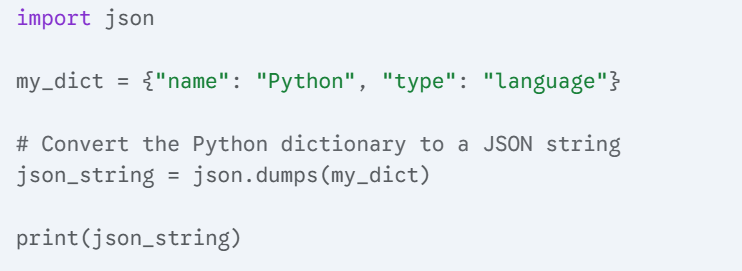 import json
my_dict = {"name": "Python", "type": "language"}
# Convert the Python dictionary to a JSON string
json_string = json.dumps(my_dict)
print(json_string)